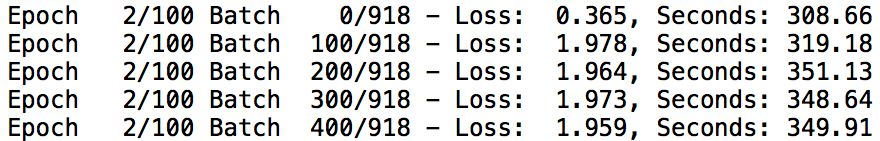 Epoch   2/100 Batch    0/918 - Loss:  0.365, Seconds: 308.66
Epoch   2/100 Batch  100/918 - Loss:  1.978, Seconds: 319.18
Epoch   2/100 Batch  200/918 - Loss:  1.964, Seconds: 351.13
Epoch   2/100 Batch  300/918 - Loss:  1.973, Seconds: 348.64
Epoch   2/100 Batch  400/918 - Loss:  1.959, Seconds: 349.91